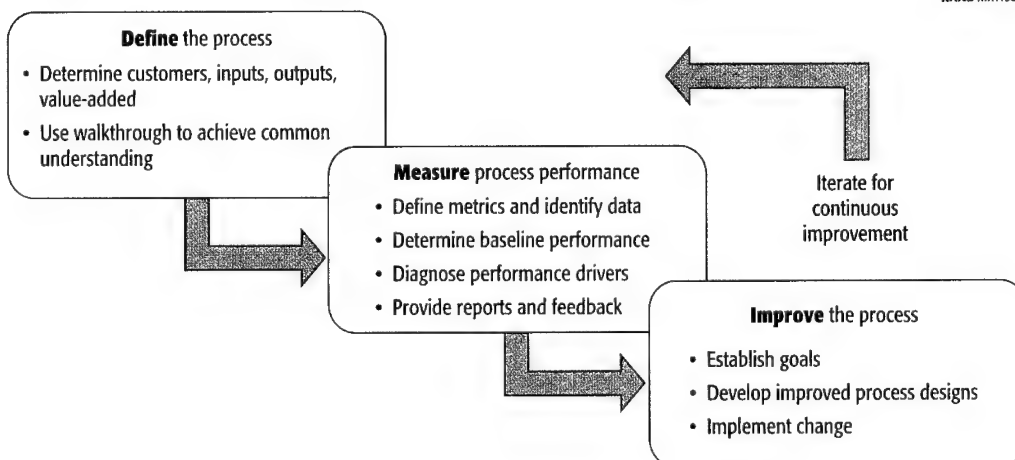 Define the process
• Determine customers, inputs, outputs,
value-added
• Use walkthrough to achieve common
understanding
Measure process performance
• Define metrics and identify data
• Determine baseline performance
• Diagnose performance drivers
• Provide reports and feedback
Iterate for
continuous
improvement
Improve the process
• Establish goals
• Develop improved process designs
• Implement change